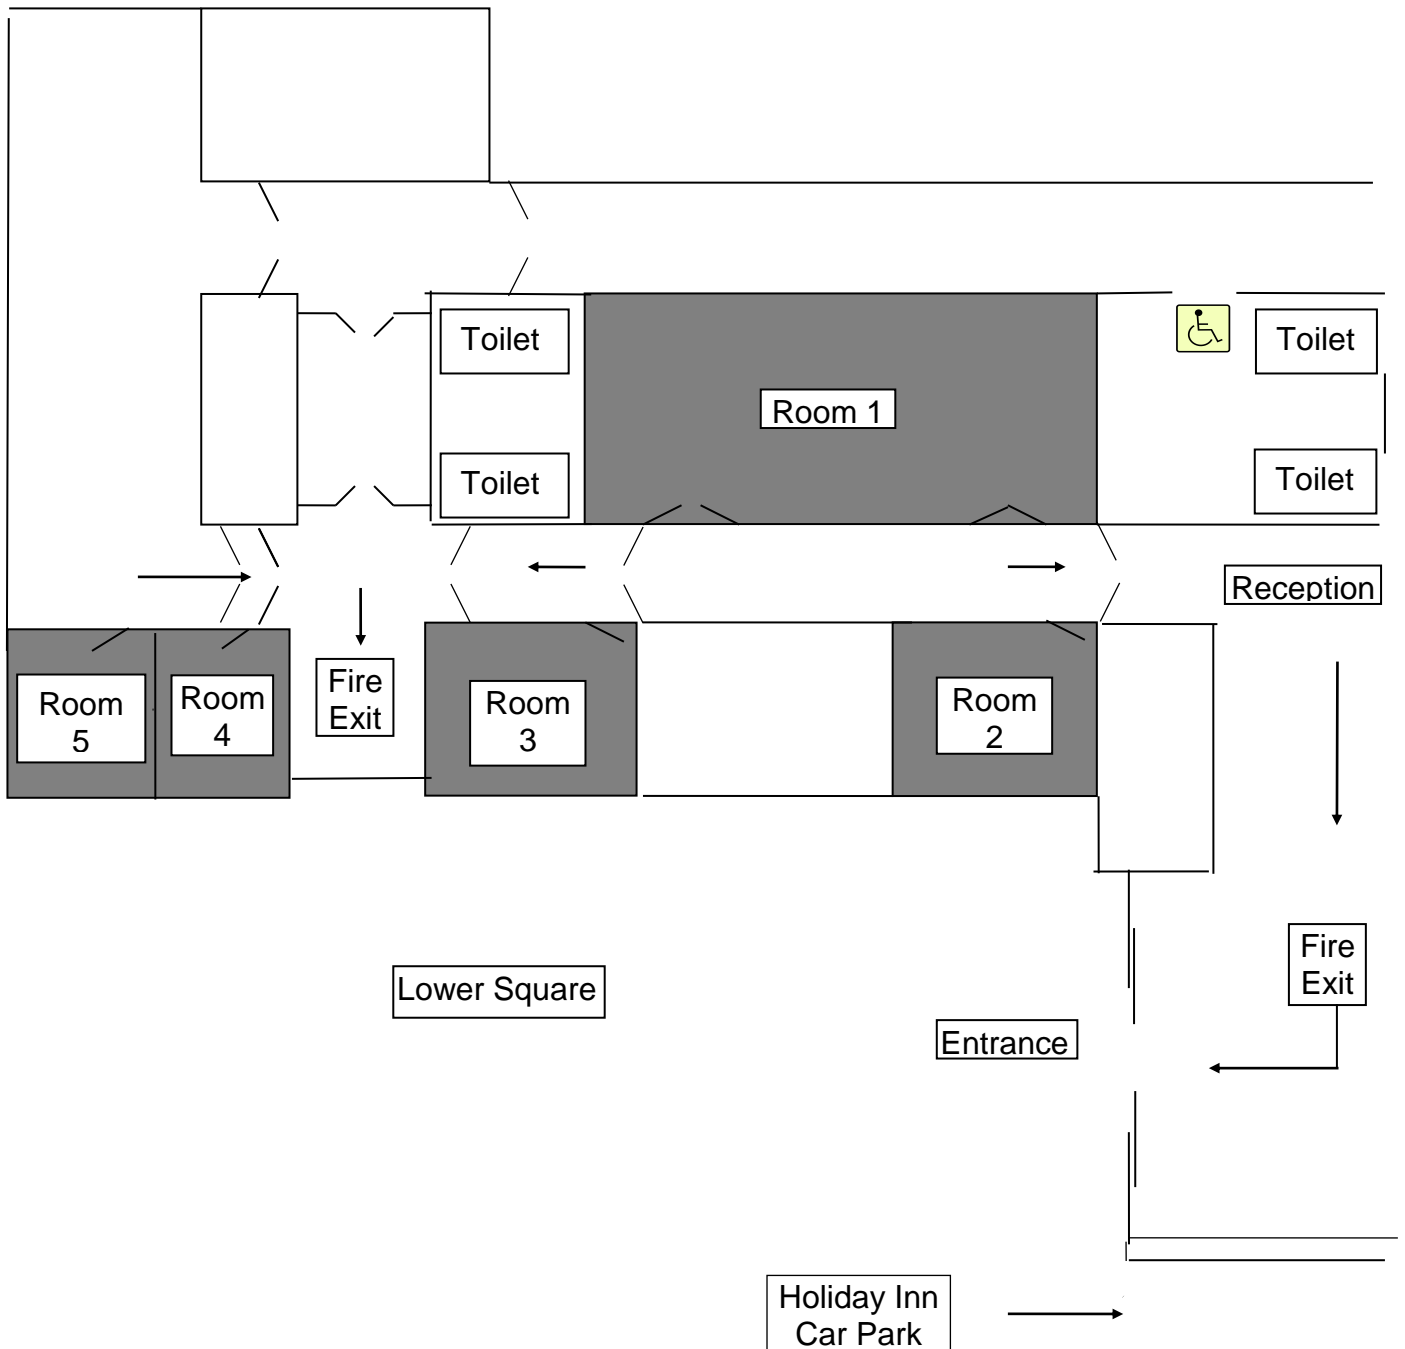 Toilet
Toilet
Room 1
Toilet
Toilet
Reception
Room
5
Room
4
Fire
Exit
Room
3
Room
2
Lower Square
Entrance
Fire
Exit
Holiday Inn
Car Park